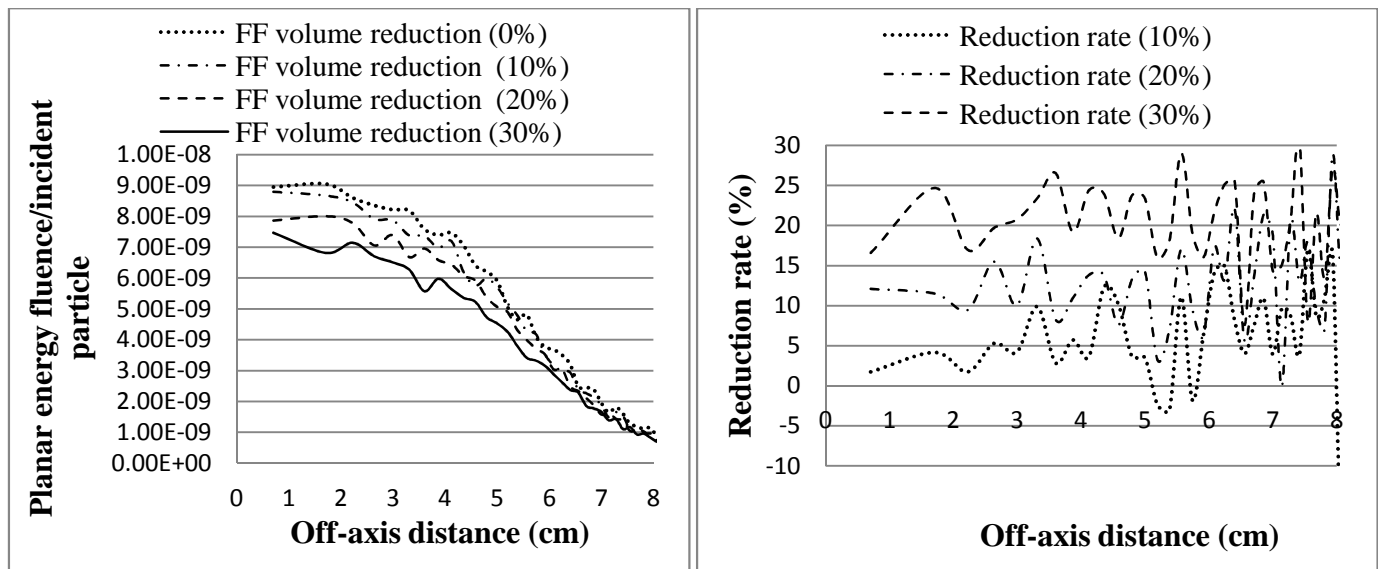 FF volume reduction (0%)
FF volume reduction (10%)
FF volume reduction (20%)
FF volume reduction (30%)
Planar energy fluence/incident
particle
1.00E-08
9.00E-09
8.00E-09
7.00E-09
6.00E-09
5.00E-09
4.00E-09
3.00E-09
2.00E-09
1.00E-09
0.00E+00
0 1 2 3 4 5 6 7 8
Off-axis distance (cm)
Reduction rate (10%)
Reduction rate (20%)
Reduction rate (30%)
Reduction rate (%)
30
25
20
15
10
5
0
-5
-10
0 1 2 3 4 5 6 7 8
Off-axis distance (cm)